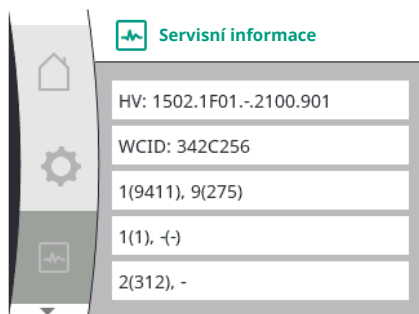 Servisní informace
HV: 1502.1F01.-.2100.901
WCID: 342C256
1(9411), 9(275)
1(1), -(-)
2(312), -